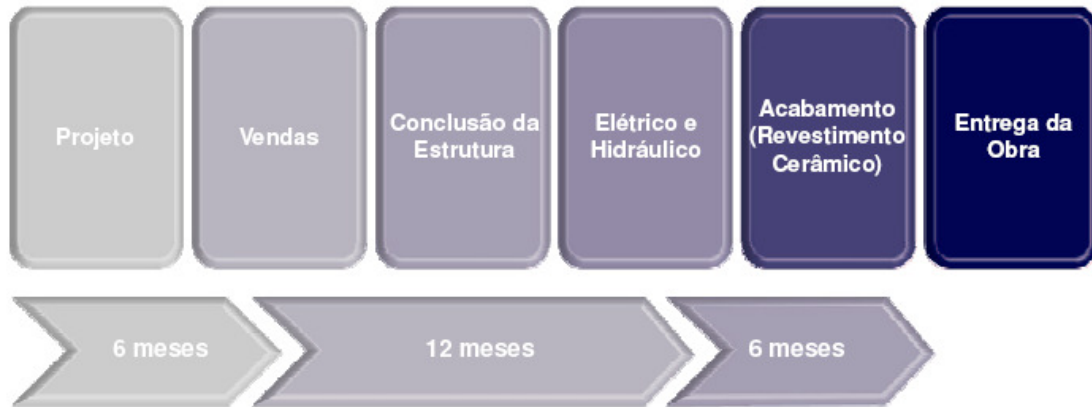 Projeto
Vendas
Conclusão da
Estrutura
Elétrico e
Hidráulico
Acabamento
(Revestimento
Cerâmico)
Entrega da
Obra
6 meses
12 meses
6 meses